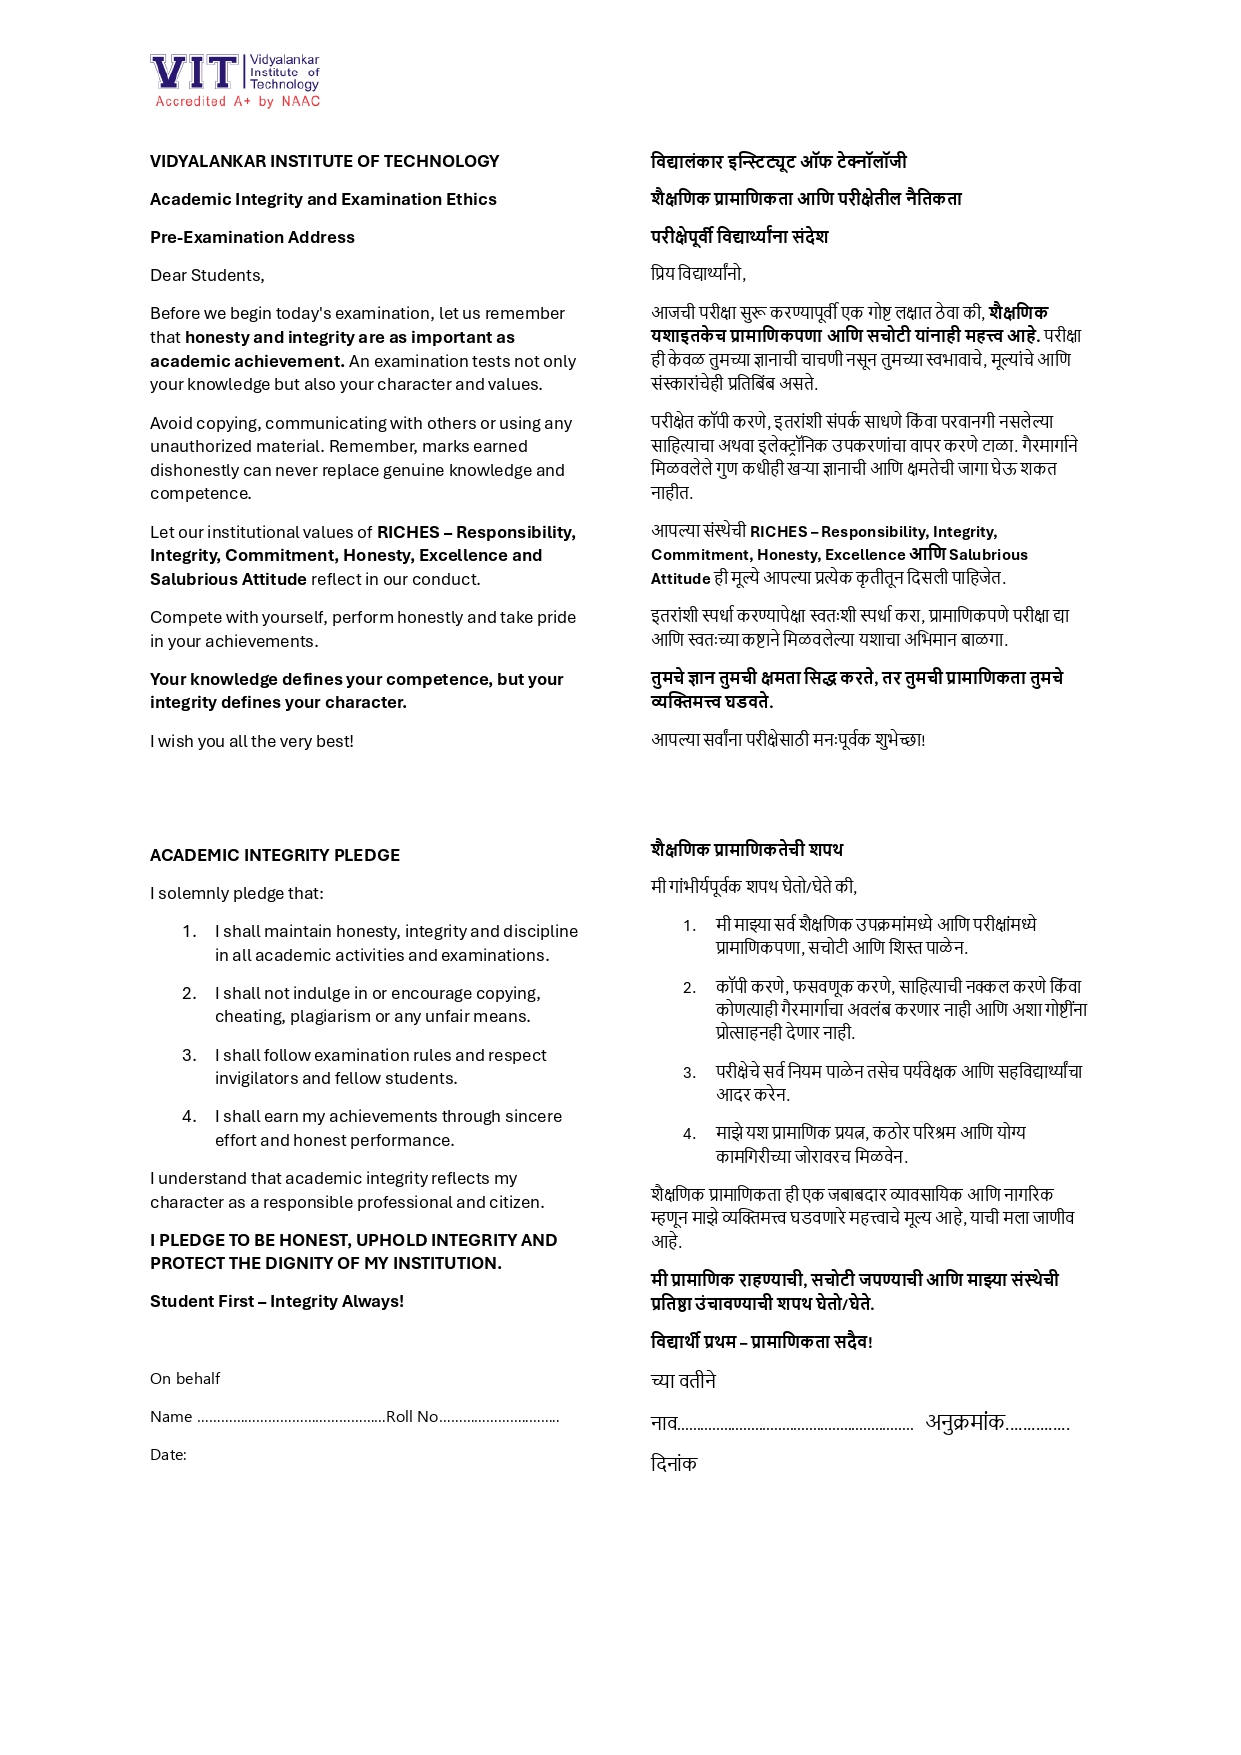 VIT Vidyalankar
Institute of
Technology
Accredited A+ by NAAC
VIDYALANKAR INSTITUTE OF TECHNOLOGY
Academic Integrity and Examination Ethics
Pre-Examination Address
Dear Students,
Before we begin today's examination, let us remember
that honesty and integrity are as important as
academic achievement. An examination tests not only
your knowledge but also your character and values.
Avoid copying, communicating with others or using any
unauthorized material. Remember, marks earned
dishonestly can never replace genuine knowledge and
competence.
Let our institutional values of RICHES – Responsibility,
Integrity, Commitment, Honesty, Excellence and
Salubrious Attitude reflect in our conduct.
Compete with yourself, perform honestly and take pride
in your achievements.
Your knowledge defines your competence, but your
integrity defines your character.
I wish you all the very best!
ACADEMIC INTEGRITY PLEDGE
I solemnly pledge that:
1. I shall maintain honesty, integrity and discipline
in all academic activities and examinations.
2. I shall not indulge in or encourage copying,
cheating, plagiarism or any unfair means.
3. I shall follow examination rules and respect
invigilators and fellow students.
4. I shall earn my achievements through sincere
effort and honest performance.
I understand that academic integrity reflects my
character as a responsible professional and citizen.
I PLEDGE TO BE HONEST, UPHOLD INTEGRITY AND
PROTECT THE DIGNITY OF MY INSTITUTION.
Student First – Integrity Always!
On behalf
Name ................................................Roll No...............................
Date:
विद्यालंकार इन्स्टिट्यूट ऑफ टेक्नॉलॉजी
शैक्षणिक प्रामाणिकता आणि परीक्षेतील नैतिकता
परीक्षेपूर्वी विद्यार्थ्यांना संदेश
प्रिय विद्यार्थ्यांनो,
आजची परीक्षा सुरू करण्यापूर्वी एक गोष्ट लक्षात ठेवा की, शैक्षणिक
यशाइतकेच प्रामाणिकपणा आणि सचोटी यांनाही महत्त्व आहे. परीक्षा
ही केवळ तुमच्या ज्ञानाची चाचणी नसून तुमच्या स्वभावाचे, मूल्यांचे आणि
संस्कारांचेही प्रतिबिंब असते.
परीक्षेत कॉपी करणे, इतरांशी संपर्क साधणे किंवा परवानगी नसलेल्या
साहित्याचा अथवा इलेक्ट्रॉनिक उपकरणांचा वापर करणे टाळा. गैरमार्गाने
मिळवलेले गुण कधीही खऱ्या ज्ञानाची आणि क्षमतेची जागा घेऊ शकत
नाहीत.
आपल्या संस्थेची RICHES – Responsibility, Integrity,
Commitment, Honesty, Excellence आणि Salubrious
Attitude ही मूल्ये आपल्या प्रत्येक कृतीतून दिसली पाहिजेत.
इतरांशी स्पर्धा करण्यापेक्षा स्वतःशी स्पर्धा करा, प्रामाणिकपणे परीक्षा द्या
आणि स्वतःच्या कष्टाने मिळवलेल्या यशाचा अभिमान बाळगा.
तुमचे ज्ञान तुमची क्षमता सिद्ध करते, तर तुमची प्रामाणिकता तुमचे
व्यक्तिमत्त्व घडवते.
आपल्या सर्वांना परीक्षेसाठी मनःपूर्वक शुभेच्छा!
शैक्षणिक प्रामाणिकतेची शपथ
मी गांभीर्यपूर्वक शपथ घेतो/घेते की,
1. मी माझ्या सर्व शैक्षणिक उपक्रमांमध्ये आणि परीक्षांमध्ये
प्रामाणिकपणा, सचोटी आणि शिस्त पाळेन.
2. कॉपी करणे, फसवणूक करणे, साहित्याची नक्कल करणे किंवा
कोणत्याही गैरमार्गाचा अवलंब करणार नाही आणि अशा गोष्टींना
प्रोत्साहनही देणार नाही.
3. परीक्षेचे सर्व नियम पाळेन तसेच पर्यवेक्षक आणि सहविद्यार्थ्यांचा
आदर करेन.
4. माझे यश प्रामाणिक प्रयत्न, कठोर परिश्रम आणि योग्य
कामगिरीच्या जोरावरच मिळवेन.
शैक्षणिक प्रामाणिकता ही एक जबाबदार व्यावसायिक आणि नागरिक
म्हणून माझे व्यक्तिमत्त्व घडवणारे महत्त्वाचे मूल्य आहे, याची मला जाणीव
आहे.
मी प्रामाणिक राहण्याची, सचोटी जपण्याची आणि माझ्या संस्थेची
प्रतिष्ठा उंचावण्याची शपथ घेतो/घेते.
विद्यार्थी प्रथम – प्रामाणिकता सदैव!
च्या वतीने
नाव............................................................. अनुक्रमांक...............
दिनांक